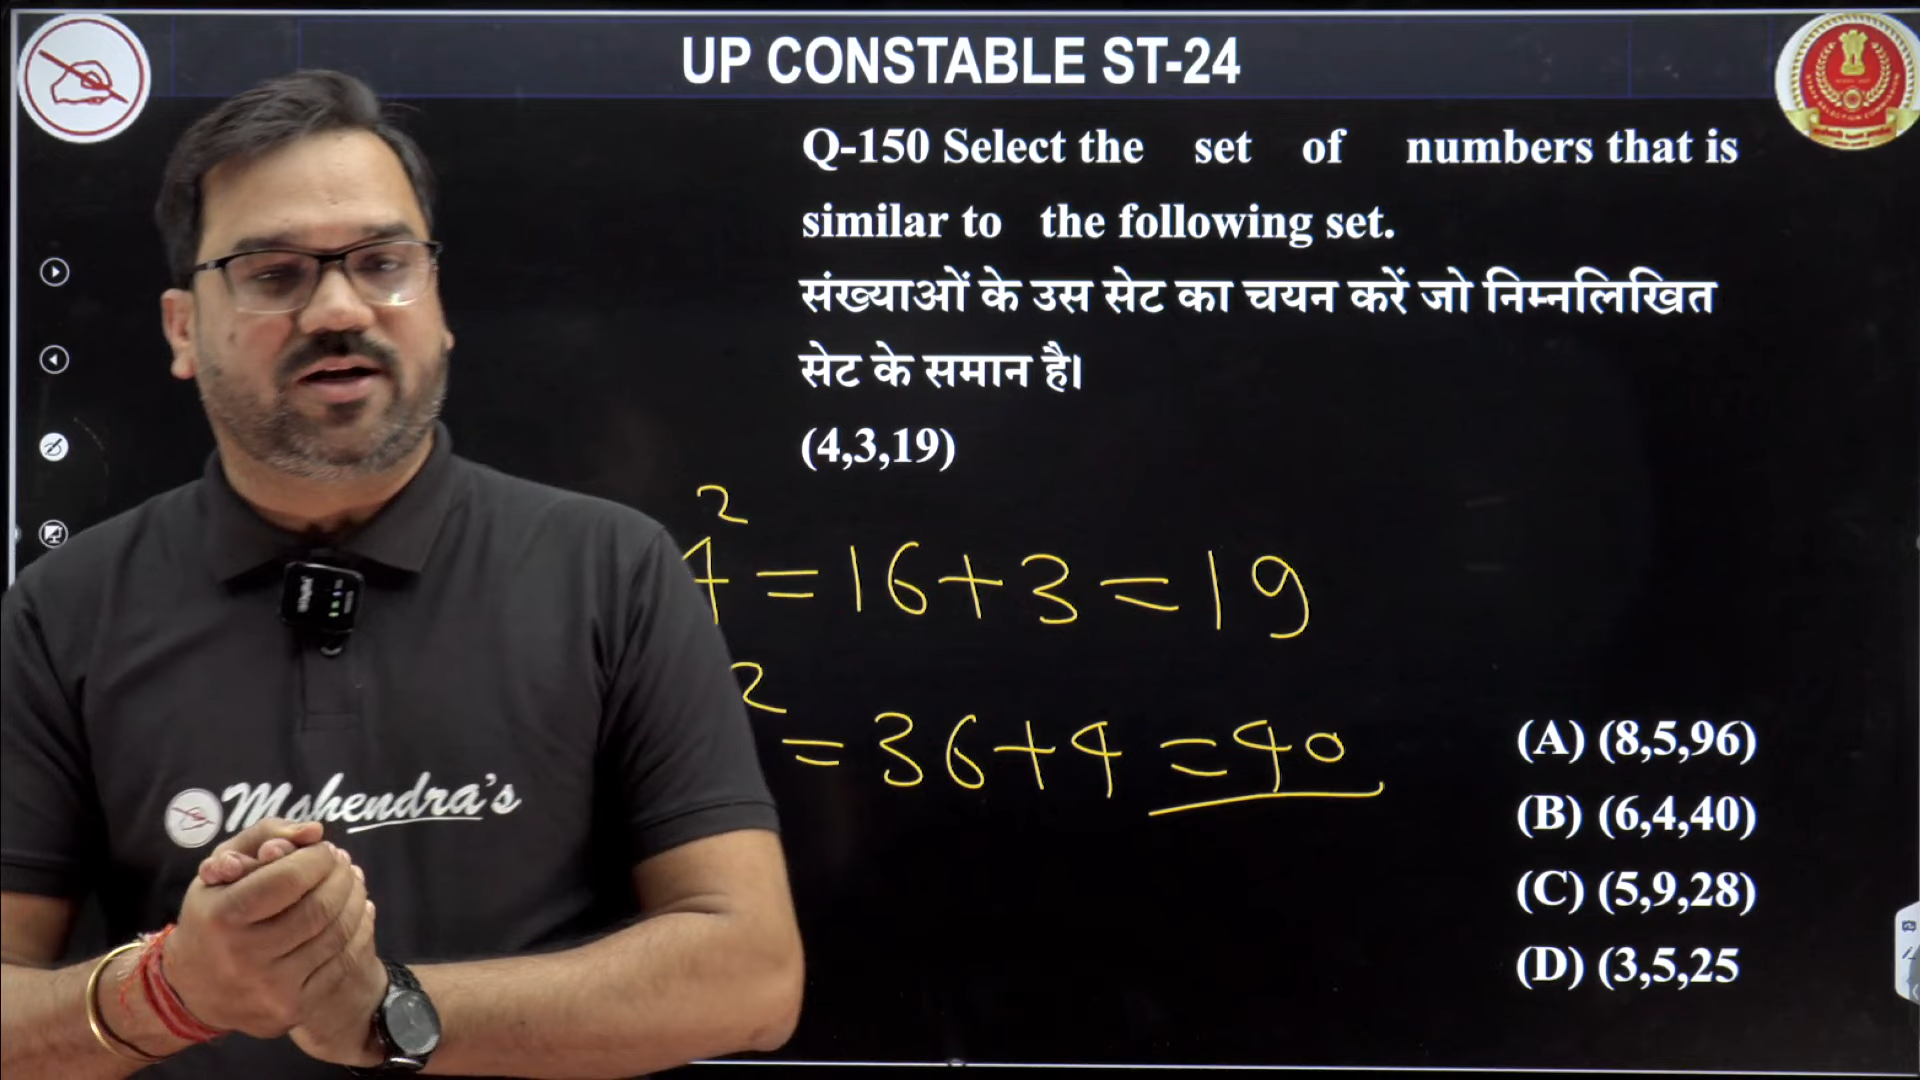 UP CONSTABLE ST-24
Q-150 Select the set of numbers that is
similar to the following set.
संख्याओं के उस सेट का चयन करें जो निम्नलिखित
सेट के समान है।
(4,3,19)
4² = 16+3 = 19
² = 36+4 = 40
(A) (8,5,96)
(B) (6,4,40)
(C) (5,9,28)
(D) (3,5,25
Mahendra's